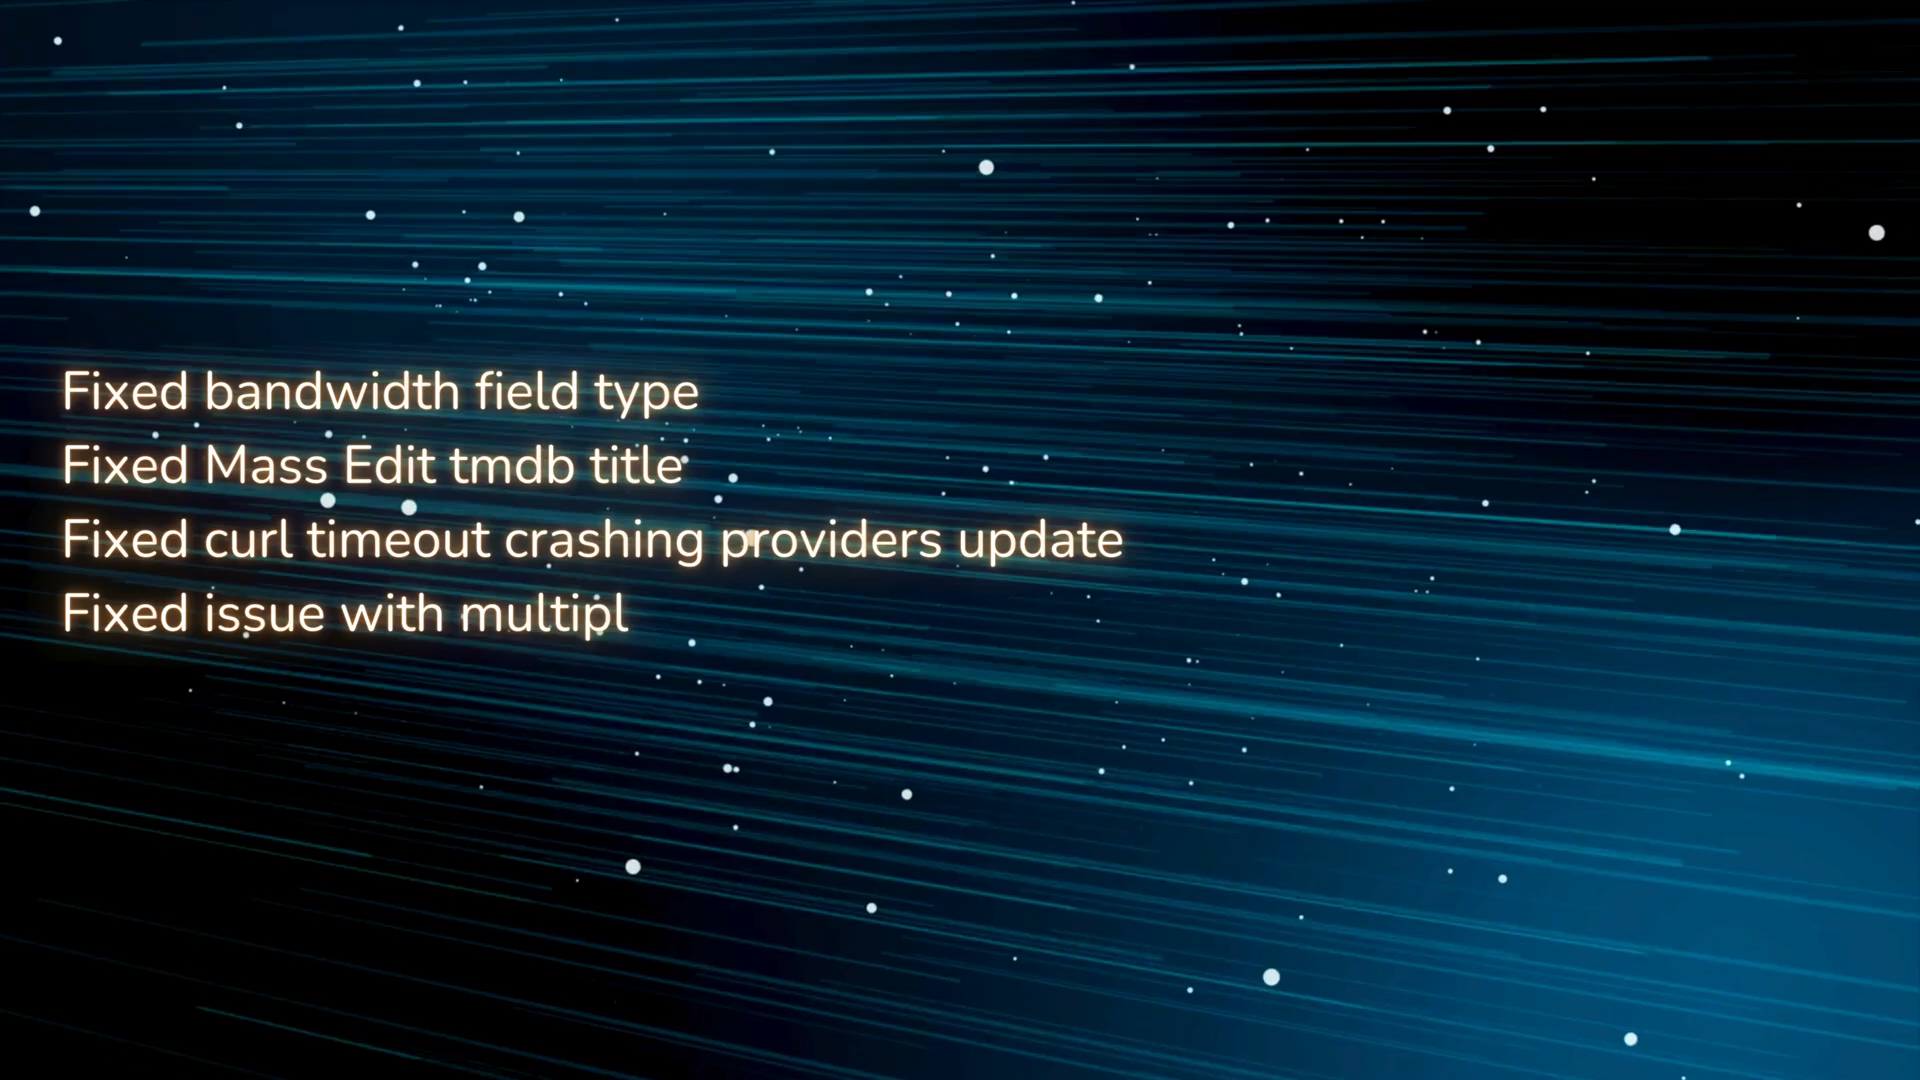 Fixed bandwidth field type
Fixed Mass Edit tmdb title
Fixed curl timeout crashing providers update
Fixed issue with multipl